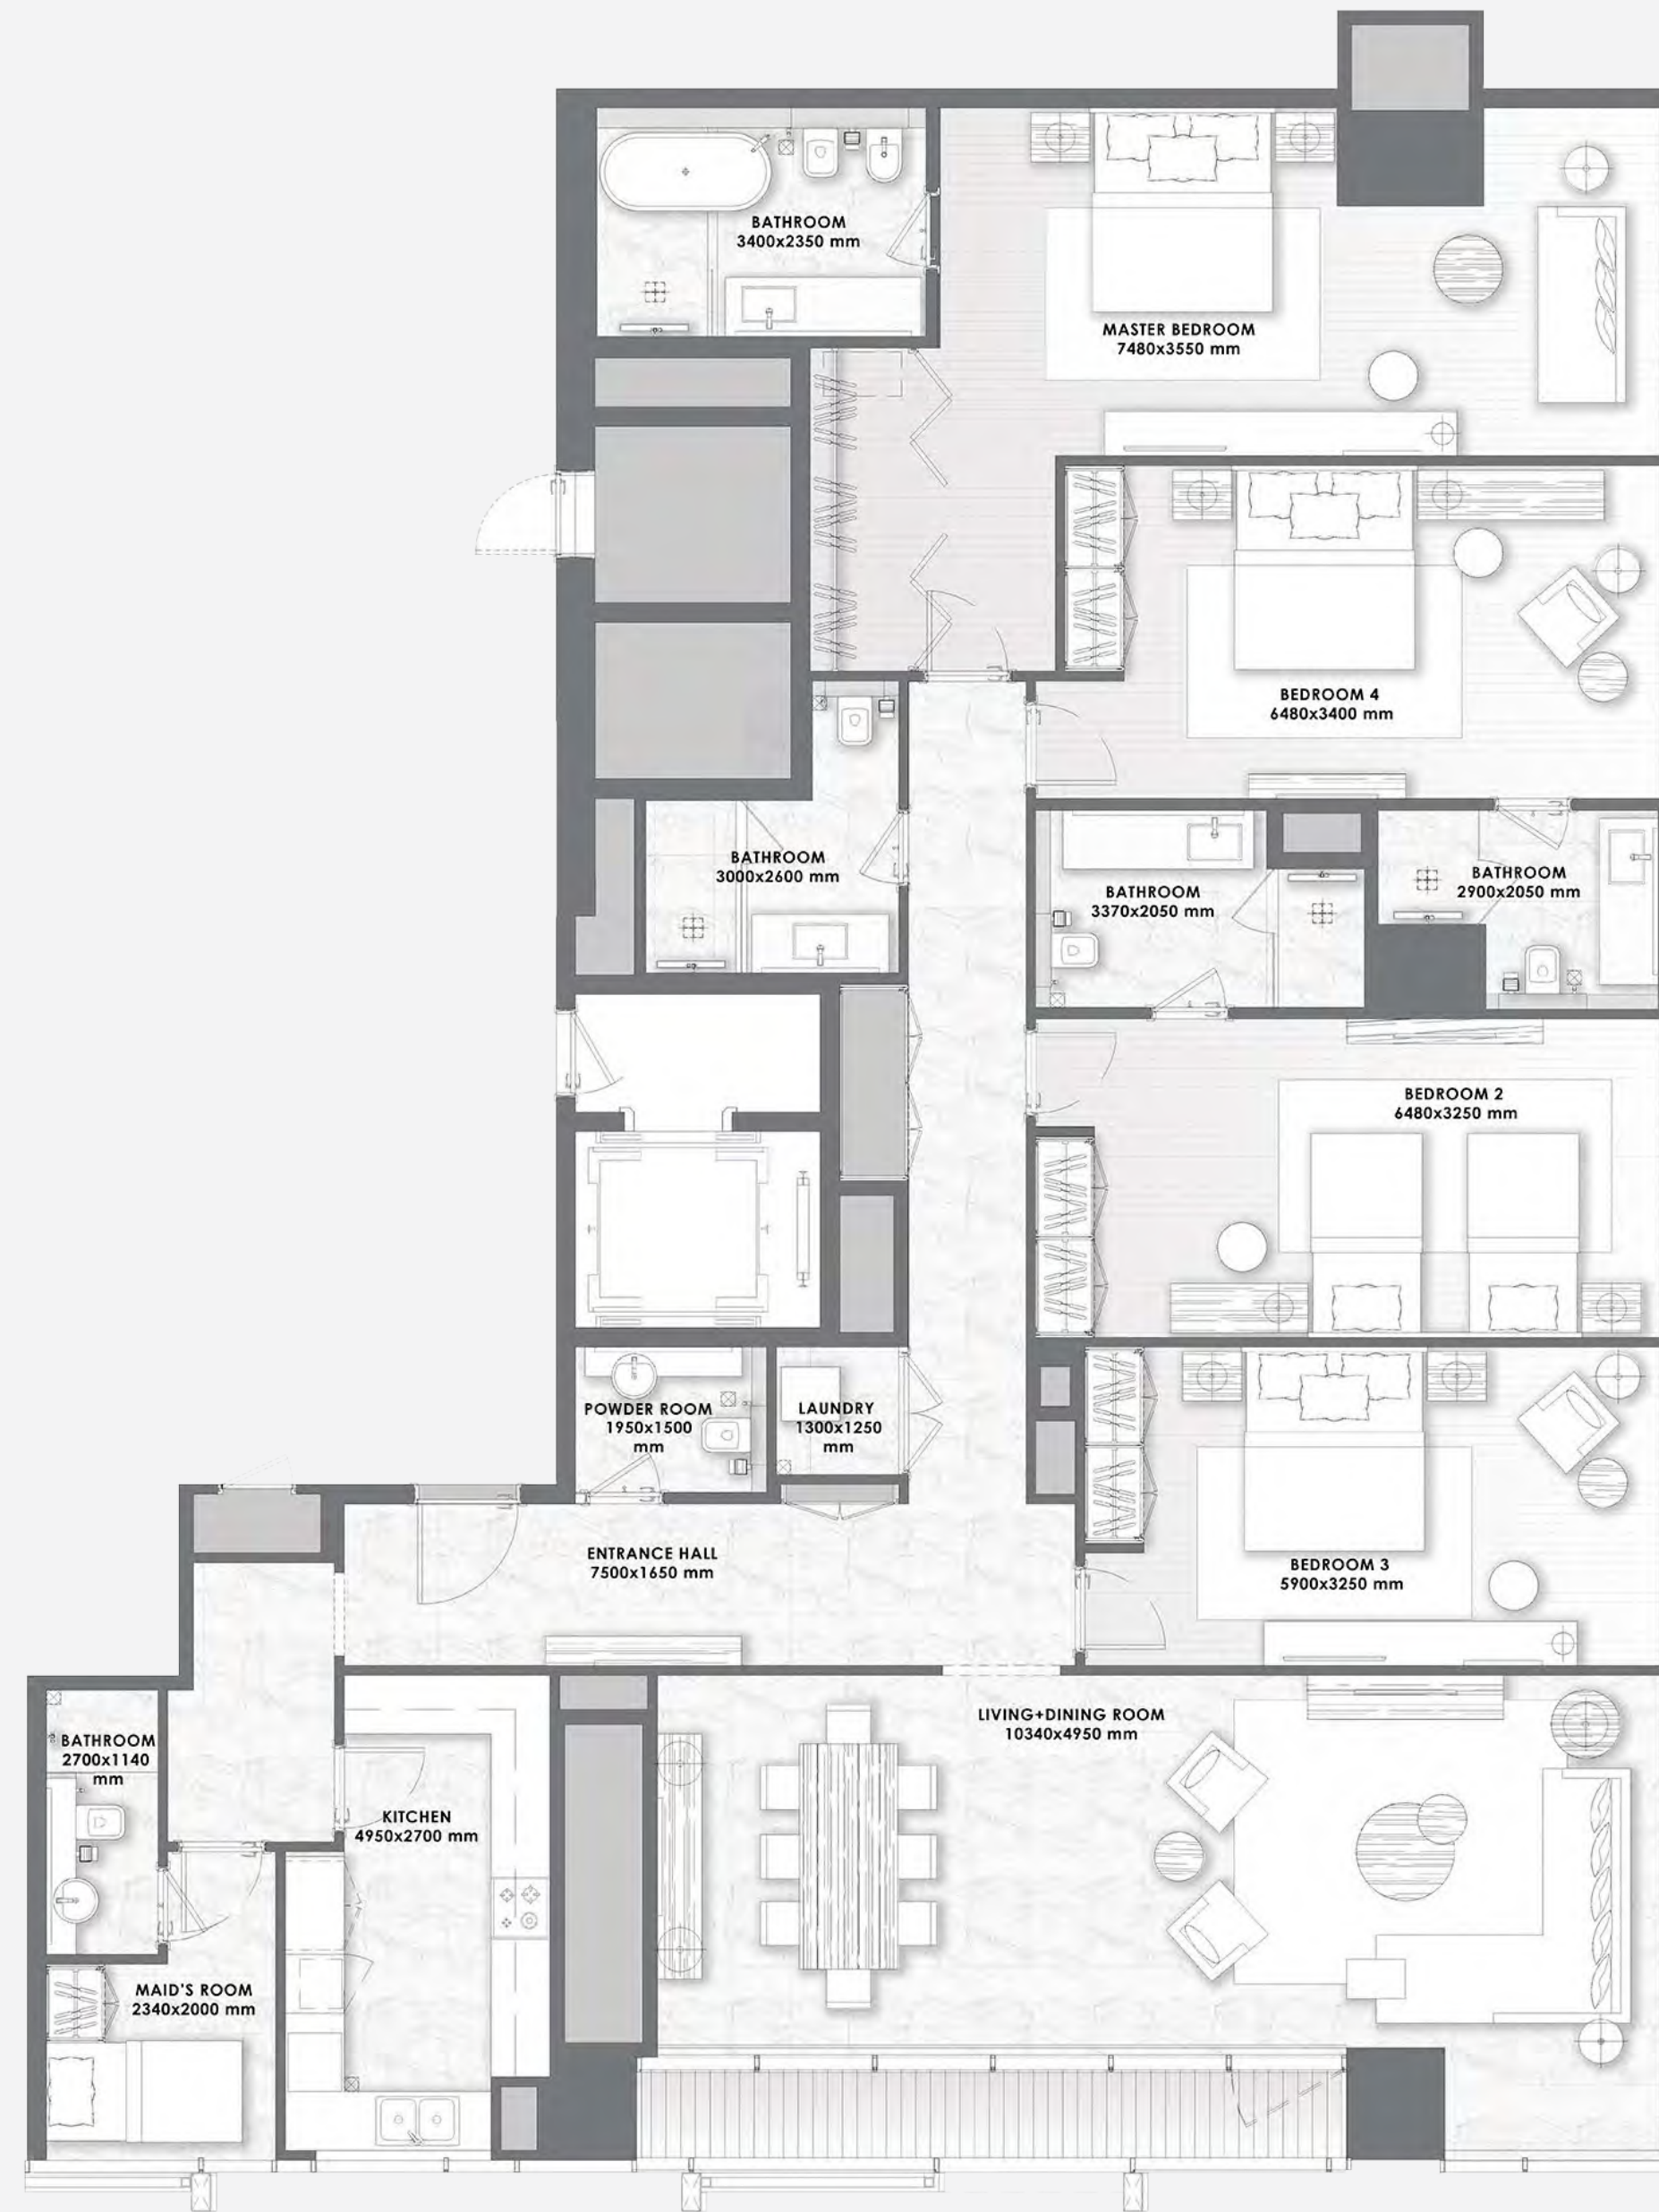 BATHROOM
3400x2350 mm
MASTER BEDROOM
7480x3550 mm
BEDROOM 4
6480x3400 mm
BATHROOM
3000x2600 mm
BATHROOM
3370x2050 mm
BATHROOM
2900x2050 mm
BEDROOM 2
6480x3250 mm
POWDER ROOM
1950x1500
mm
LAUNDRY
1300x1250
mm
ENTRANCE HALL
7500x1650 mm
BEDROOM 3
5900x3250 mm
LIVING+DINING ROOM
10340x4950 mm
BATHROOM
2700x1140
mm
KITCHEN
4950x2700 mm
MAID'S ROOM
2340x2000 mm